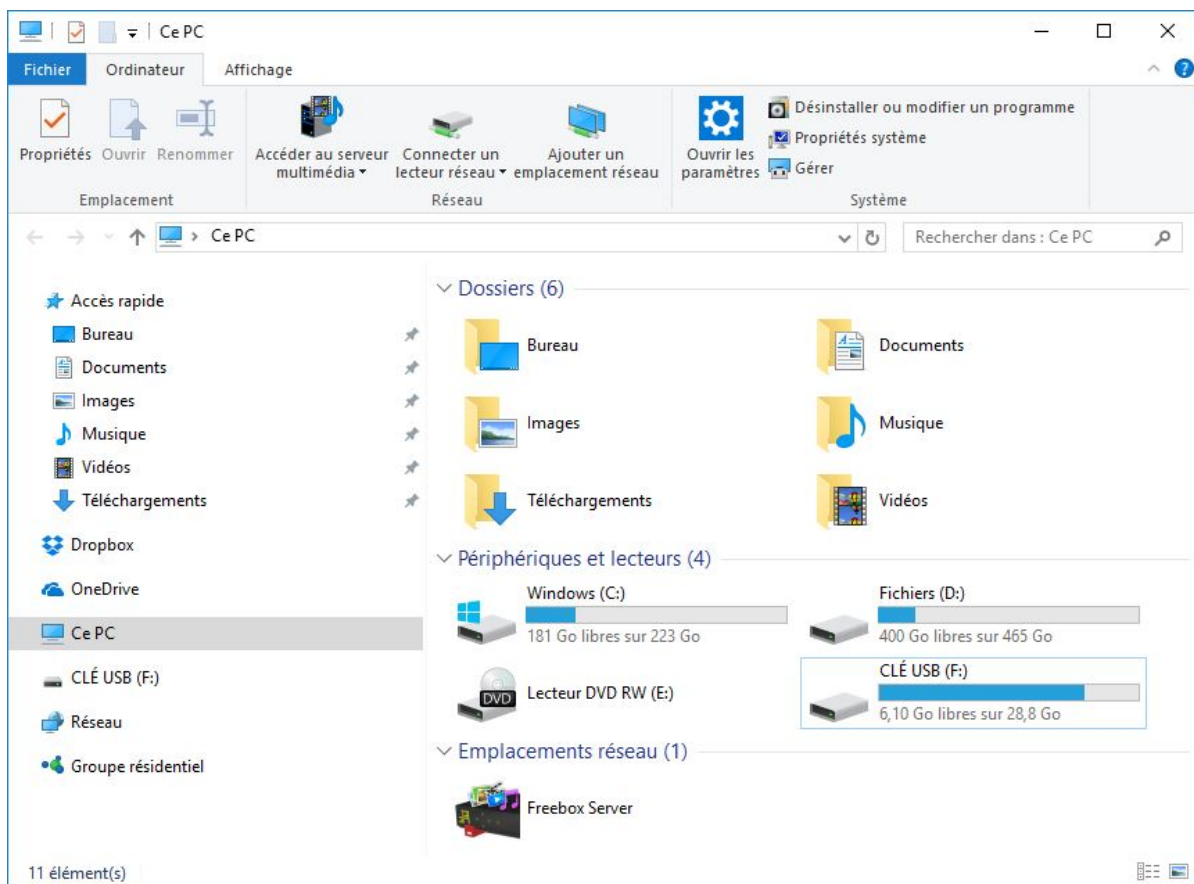 Ce PC
Fichier Ordinateur Affichage
Propriétés Ouvrir Renommer
Emplacement
Accéder au serveur
multimédia
Connecter un
lecteur réseau
Ajouter un
emplacement réseau
Réseau
Ouvrir les
paramètres
Désinstaller ou modifier un programme
Propriétés système
Gérer
Système
Ce PC
Rechercher dans : Ce PC
Accès rapide
Bureau
Documents
Images
Musique
Vidéos
Téléchargements
Dropbox
OneDrive
Ce PC
CLÉ USB (F:)
Réseau
Groupe résidentiel
Dossiers (6)
Bureau
Documents
Images
Musique
Téléchargements
Vidéos
Périphériques et lecteurs (4)
Windows (C:)
181 Go libres sur 223 Go
Fichiers (D:)
400 Go libres sur 465 Go
DVD
Lecteur DVD RW (E:)
CLÉ USB (F:)
6,10 Go libres sur 28,8 Go
Emplacements réseau (1)
Freebox Server
11 élément(s)